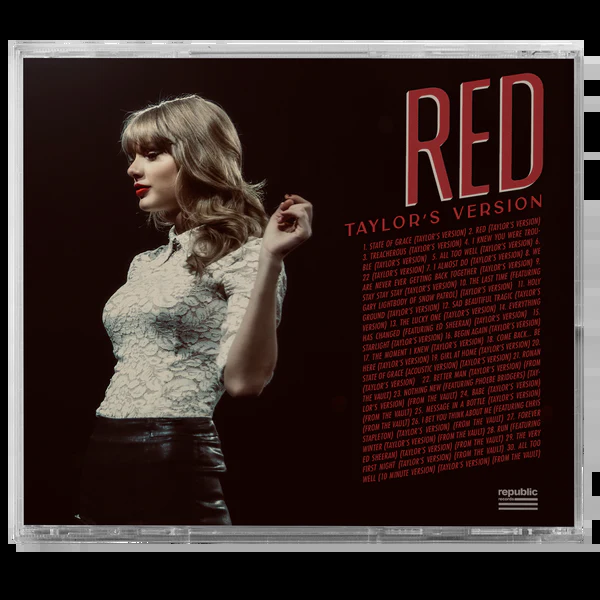 RED
TAYLOR'S VERSION
1. STATE OF GRACE (TAYLOR'S VERSION) 2. RED (TAYLOR'S VERSION)
3. TREACHEROUS (TAYLOR'S VERSION) 4. I KNEW YOU WERE TROU-
BLE (TAYLOR'S VERSION) 5. ALL TOO WELL (TAYLOR'S VERSION) 6.
22 (TAYLOR'S VERSION) 7. I ALMOST DO (TAYLOR'S VERSION) 8. WE
ARE NEVER EVER GETTING BACK TOGETHER (TAYLOR'S VERSION) 9.
STAY STAY STAY (TAYLOR'S VERSION) 10. THE LAST TIME (FEATURING
GARY LIGHTBODY OF SNOW PATROL) (TAYLOR'S VERSION) 11. HOLY
GROUND (TAYLOR'S VERSION) 12. SAD BEAUTIFUL TRAGIC (TAYLOR'S
VERSION) 13. THE LUCKY ONE (TAYLOR'S VERSION) 14. EVERYTHING
HAS CHANGED (FEATURING ED SHEERAN) (TAYLOR'S VERSION) 15.
STARLIGHT (TAYLOR'S VERSION) 16. BEGIN AGAIN (TAYLOR'S VERSION)
17. THE MOMENT I KNEW (TAYLOR'S VERSION) 18. COME BACK... BE
HERE (TAYLOR'S VERSION) 19. GIRL AT HOME (TAYLOR'S VERSION) 20.
STATE OF GRACE (ACOUSTIC VERSION) (TAYLOR'S VERSION) 21. RONAN
(TAYLOR'S VERSION) 22. BETTER MAN (TAYLOR'S VERSION) (FROM
THE VAULT) 23. NOTHING NEW (FEATURING PHOEBE BRIDGERS) (TAY-
LOR'S VERSION) (FROM THE VAULT) 24. BABE (TAYLOR'S VERSION)
(FROM THE VAULT) 25. MESSAGE IN A BOTTLE (TAYLOR'S VERSION)
(FROM THE VAULT) 26. I BET YOU THINK ABOUT ME (FEATURING CHRIS
STAPLETON) (TAYLOR'S VERSION) (FROM THE VAULT) 27. FOREVER
WINTER (TAYLOR'S VERSION) (FROM THE VAULT) 28. RUN (FEATURING
ED SHEERAN) (TAYLOR'S VERSION) (FROM THE VAULT) 29. THE VERY
FIRST NIGHT (TAYLOR'S VERSION) (FROM THE VAULT) 30. ALL TOO
WELL (10 MINUTE VERSION) (TAYLOR'S VERSION) (FROM THE VAULT)
republic
records